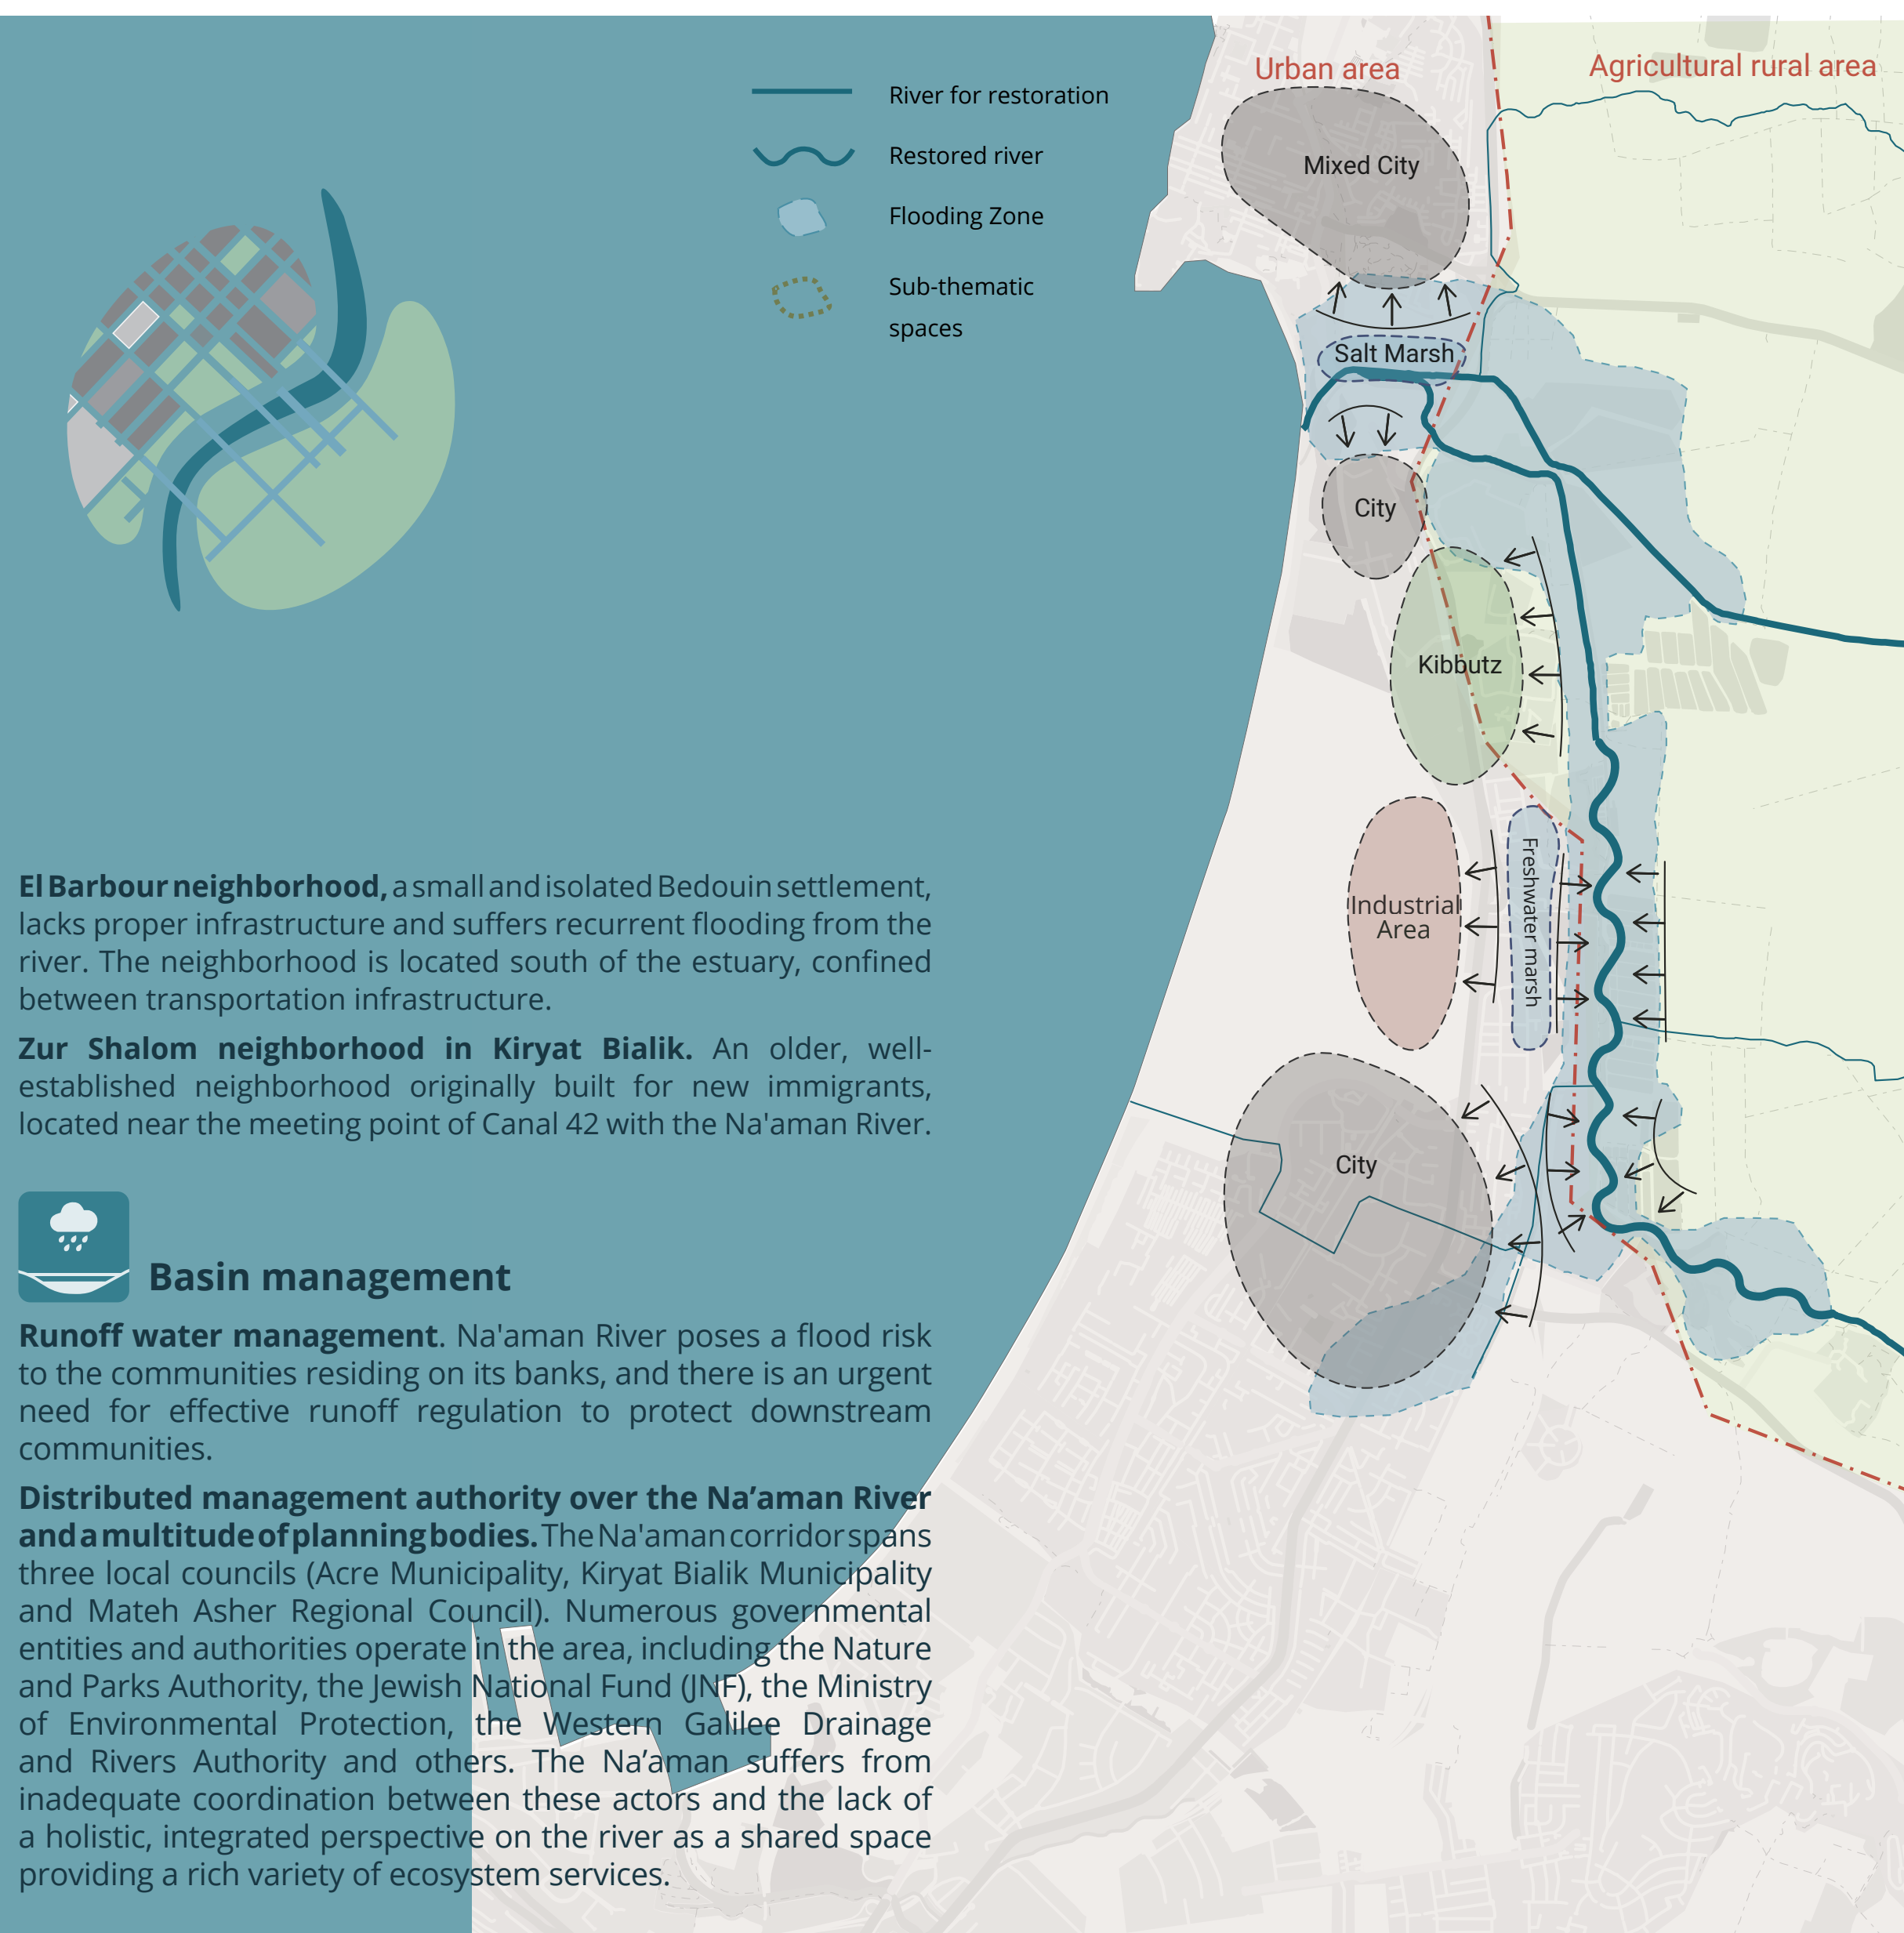 Urban area
Agricultural rural area
River for restoration
Restored river
Flooding Zone
Sub-thematic
spaces
Mixed City
Salt Marsh
City
Kibbutz
Industrial
Area
Freshwater marsh
City
El Barbour neighborhood, a small and isolated Bedouin settlement,
lacks proper infrastructure and suffers recurrent flooding from the
river. The neighborhood is located south of the estuary, confined
between transportation infrastructure.
Zur Shalom neighborhood in Kiryat Bialik. An older, well-
established neighborhood originally built for new immigrants,
located near the meeting point of Canal 42 with the Na'aman River.
Basin management
Runoff water management. Na'aman River poses a flood risk
to the communities residing on its banks, and there is an urgent
need for effective runoff regulation to protect downstream
communities.
Distributed management authority over the Na’aman River
and a multitude of planning bodies. The Na'aman corridor spans
three local councils (Acre Municipality, Kiryat Bialik Municipality
and Mateh Asher Regional Council). Numerous governmental
entities and authorities operate in the area, including the Nature
and Parks Authority, the Jewish National Fund (JNF), the Ministry
of Environmental Protection, the Western Galilee Drainage
and Rivers Authority and others. The Na’aman suffers from
inadequate coordination between these actors and the lack of
a holistic, integrated perspective on the river as a shared space
providing a rich variety of ecosystem services.